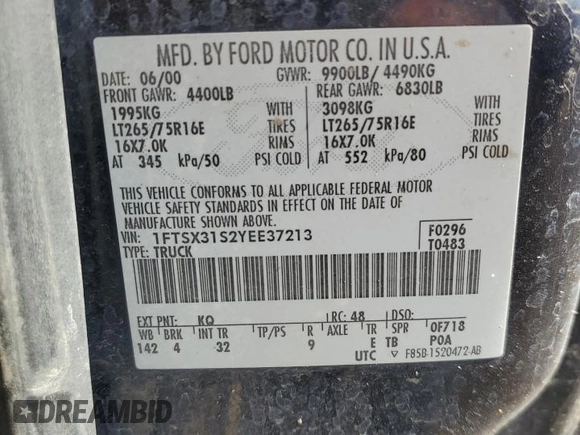 MFD. BY FORD MOTOR CO. IN U.S.A.
DATE: 06/00 GVWR: 9900LB/ 4490KG
FRONT GAWR: 4400LB REAR GAWR: 6830LB
1995KG WITH 3098KG WITH
LT265/75R16E TIRES LT265/75R16E TIRES
16X7.0K RIMS 16X7.0K RIMS
AT 345 kPa/50 PSI COLD AT 552 kPa/80 PSI COLD
THIS VEHICLE CONFORMS TO ALL APPLICABLE FEDERAL MOTOR
VEHICLE SAFETY STANDARDS IN EFFECT ON THE DATE OF
MANUFACTURE SHOWN ABOVE.
VIN: 1FTSX31S2YEE37213 F0296
TYPE: TRUCK T0483
EXT PNT: KQ RC: 48 DSO:
WB BRK INT TR TP/PS R AXLE TR SPR 0F718
142 4 32 9 E TB POA
UTC F85B-1520472-AB
DREAMBID